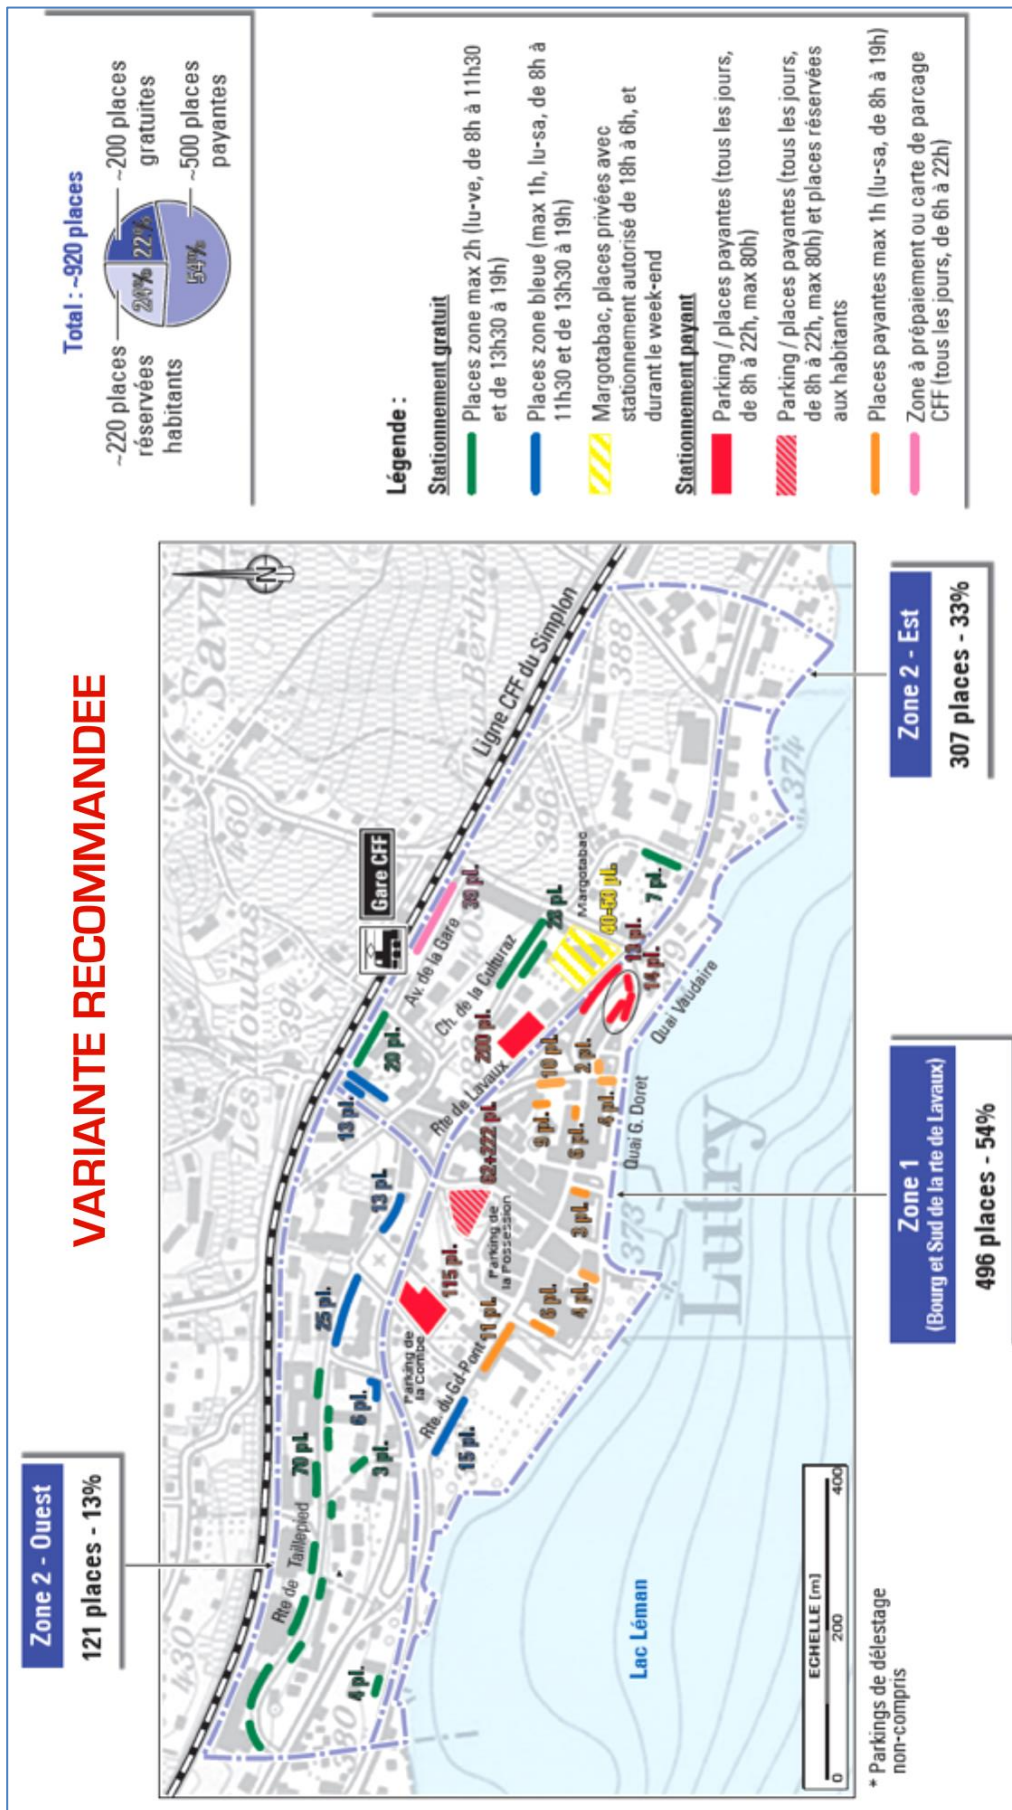 VARIANTE RECOMMANDEE
Zone 2 - Ouest
121 places - 13%
Total : ~920 places
~220 places
réservées
habitants
24%
22%
54%
~200 places
gratuites
~500 places
payantes
Légende :
Stationnement gratuit
Places zone max 2h (lu-ve, de 8h à 11h30
et de 13h30 à 19h)
Places zone bleue (max 1h, lu-sa, de 8h à
11h30 et de 13h30 à 19h)
Margotabac, places privées avec
stationnement autorisé de 18h à 6h, et
durant le week-end
Stationnement payant
Parking / places payantes (tous les jours,
de 8h à 22h, max 80h)
Parking / places payantes (tous les jours,
de 8h à 22h, max 80h) et places réservées
aux habitants
Places payantes max 1h (lu-sa, de 8h à 19h)
Zone à prépaiement ou carte de parcage
CFF (tous les jours, de 6h à 22h)
N
Gare CFF
Ligne CFF du Simplon
Av. de la Gare
Ch. de la Culturaz
Rte de Lavaux
Rte de Taillepied
Rte. du Gd-Pont
Quai G. Doret
Quai Vaudaire
Margotabac
Parking de
la Combe
Parking de
la Possession
Lutry
Lac Léman
430
460
394
396
388
380
373
374
70 pl.
4 pl.
3 pl.
6 pl.
25 pl.
13 pl.
13 pl.
20 pl.
15 pl.
115 pl.
62+222 pl.
200 pl.
40-50 pl.
7 pl.
13 pl.
14 pl.
11 pl.
6 pl.
4 pl.
3 pl.
9 pl.
10 pl.
2 pl.
4 pl.
ECHELLE [m]
0
200
400
* Parkings de délestage
non-compris
Zone 1
(Bourg et Sud de la rte de Lavaux)
496 places - 54%
Zone 2 - Est
307 places - 33%